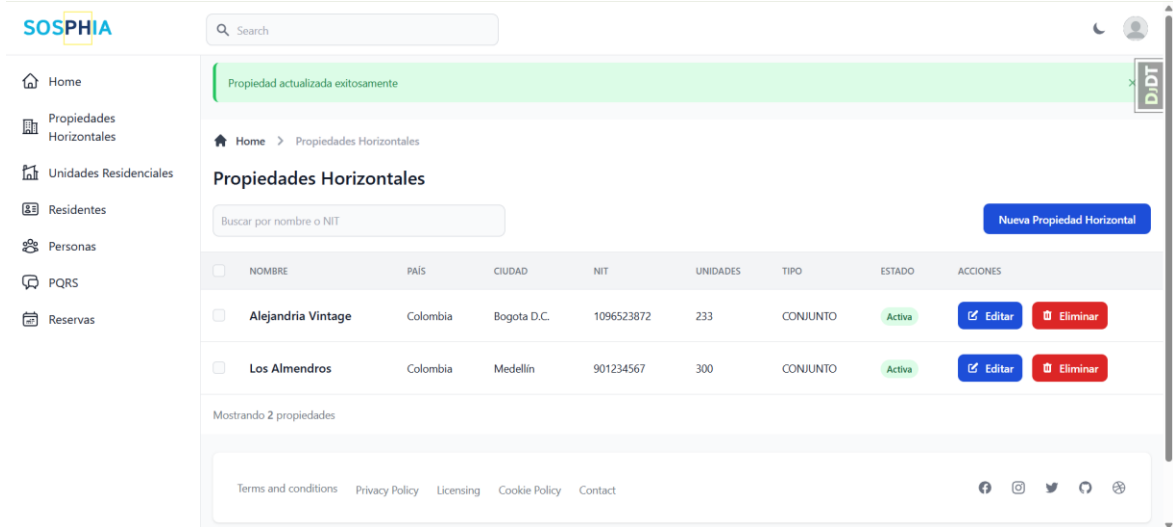 SOSPHIA
Search
Home
Propiedades
Horizontales
Unidades Residenciales
Residentes
Personas
PQRS
Reservas
Propiedad actualizada exitosamente
×
DJDT
Home > Propiedades Horizontales
Propiedades Horizontales
Buscar por nombre o NIT
Nueva Propiedad Horizontal
NOMBRE PAÍS CIUDAD NIT UNIDADES TIPO ESTADO ACCIONES
Alejandria Vintage Colombia Bogota D.C. 1096523872 233 CONJUNTO Activa Editar Eliminar
Los Almendros Colombia Medellín 901234567 300 CONJUNTO Activa Editar Eliminar
Mostrando 2 propiedades
Terms and conditions Privacy Policy Licensing Cookie Policy Contact